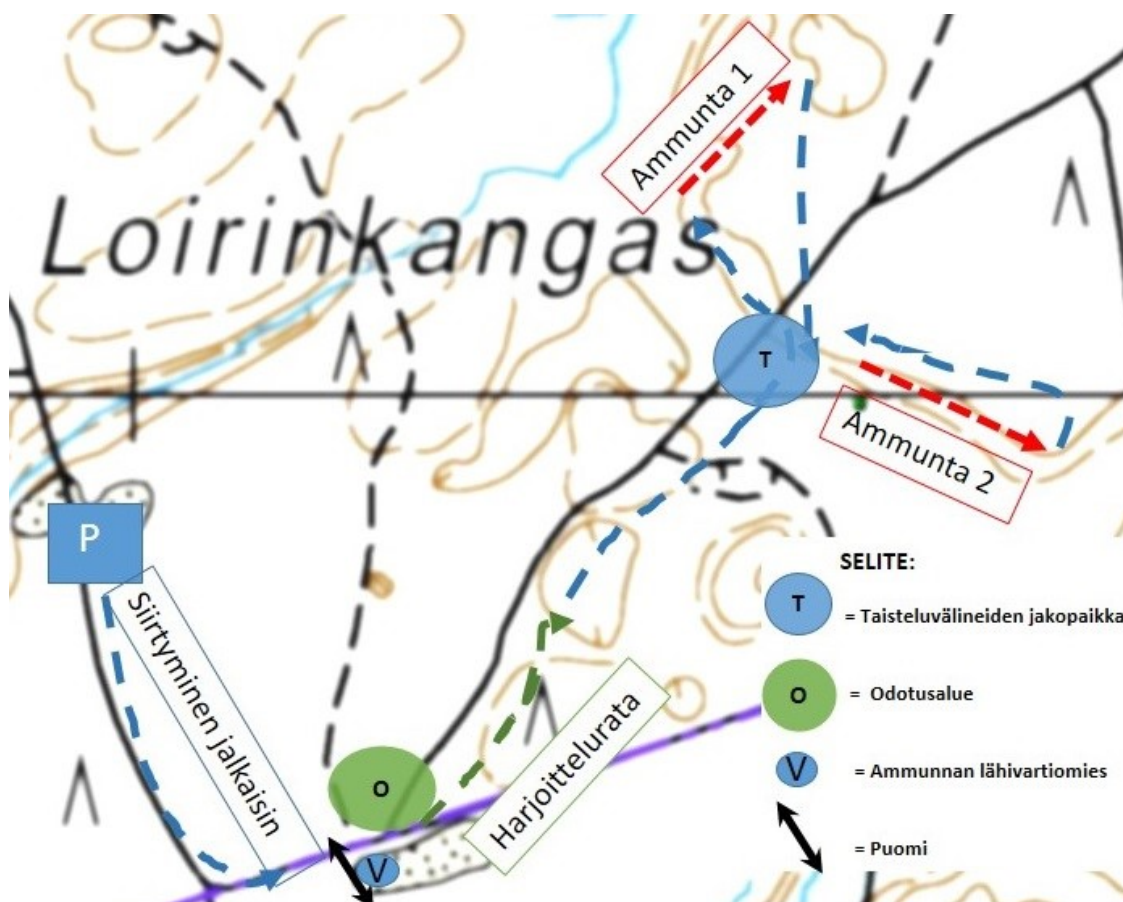 Ammunta 1
Loirinkangas
T
Ammunta 2
P
Siirtyminen jalkaisin
O
V
Harjoittelurata
SELITE:
T = Taisteluvälineiden jakopaikka
O = Odotusalue
V = Ammunnan lähivartiomies
= Puomi